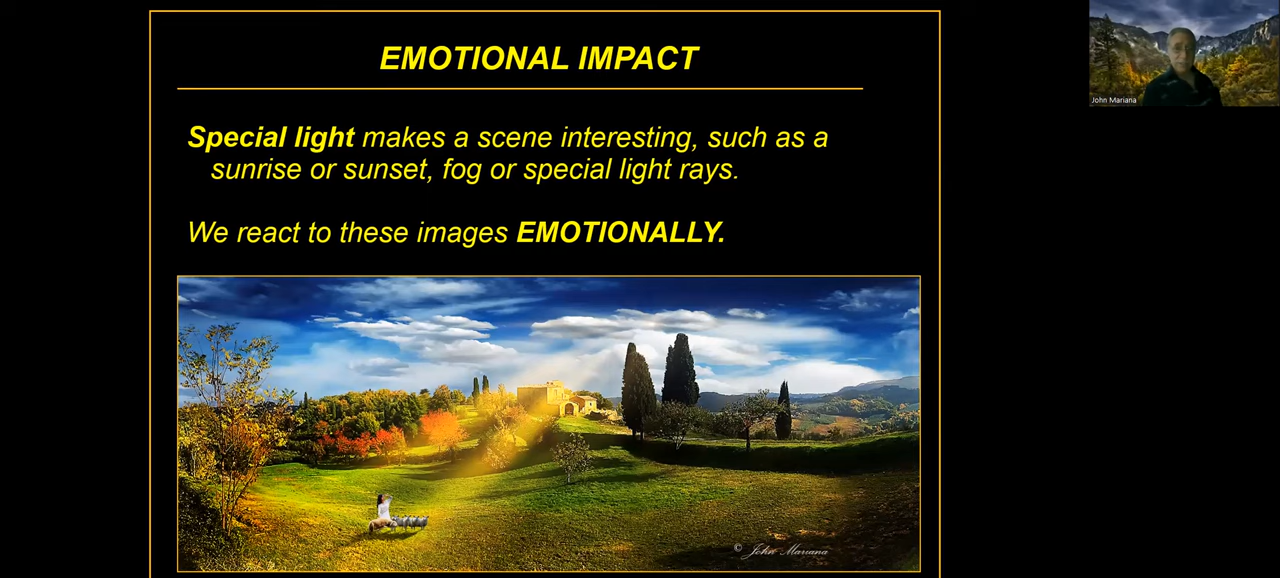 EMOTIONAL IMPACT
Special light makes a scene interesting, such as a
sunrise or sunset, fog or special light rays.
We react to these images EMOTIONALLY.
© John Mariana
John Mariana